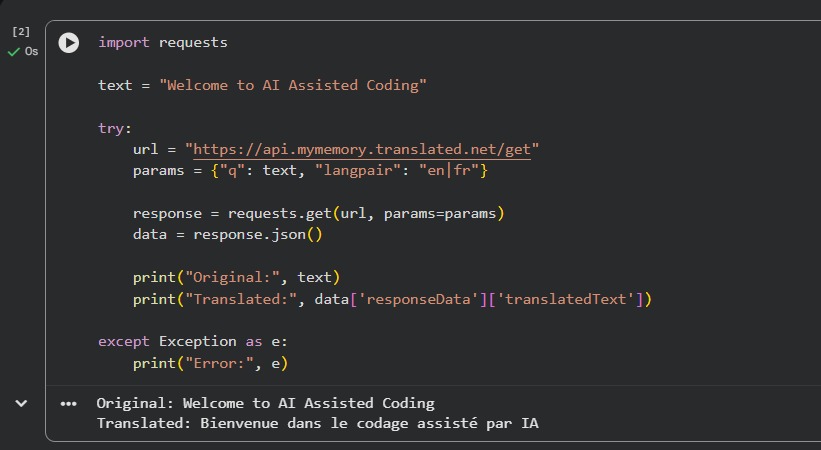 [2]
0s
import requests
text = "Welcome to AI Assisted Coding"
try:
    url = "https://api.mymemory.translated.net/get"
    params = {"q": text, "langpair": "en|fr"}
    response = requests.get(url, params=params)
    data = response.json()
    print("Original:", text)
    print("Translated:", data['responseData']['translatedText'])
except Exception as e:
    print("Error:", e)
Original: Welcome to AI Assisted Coding
Translated: Bienvenue dans le codage assisté par IA